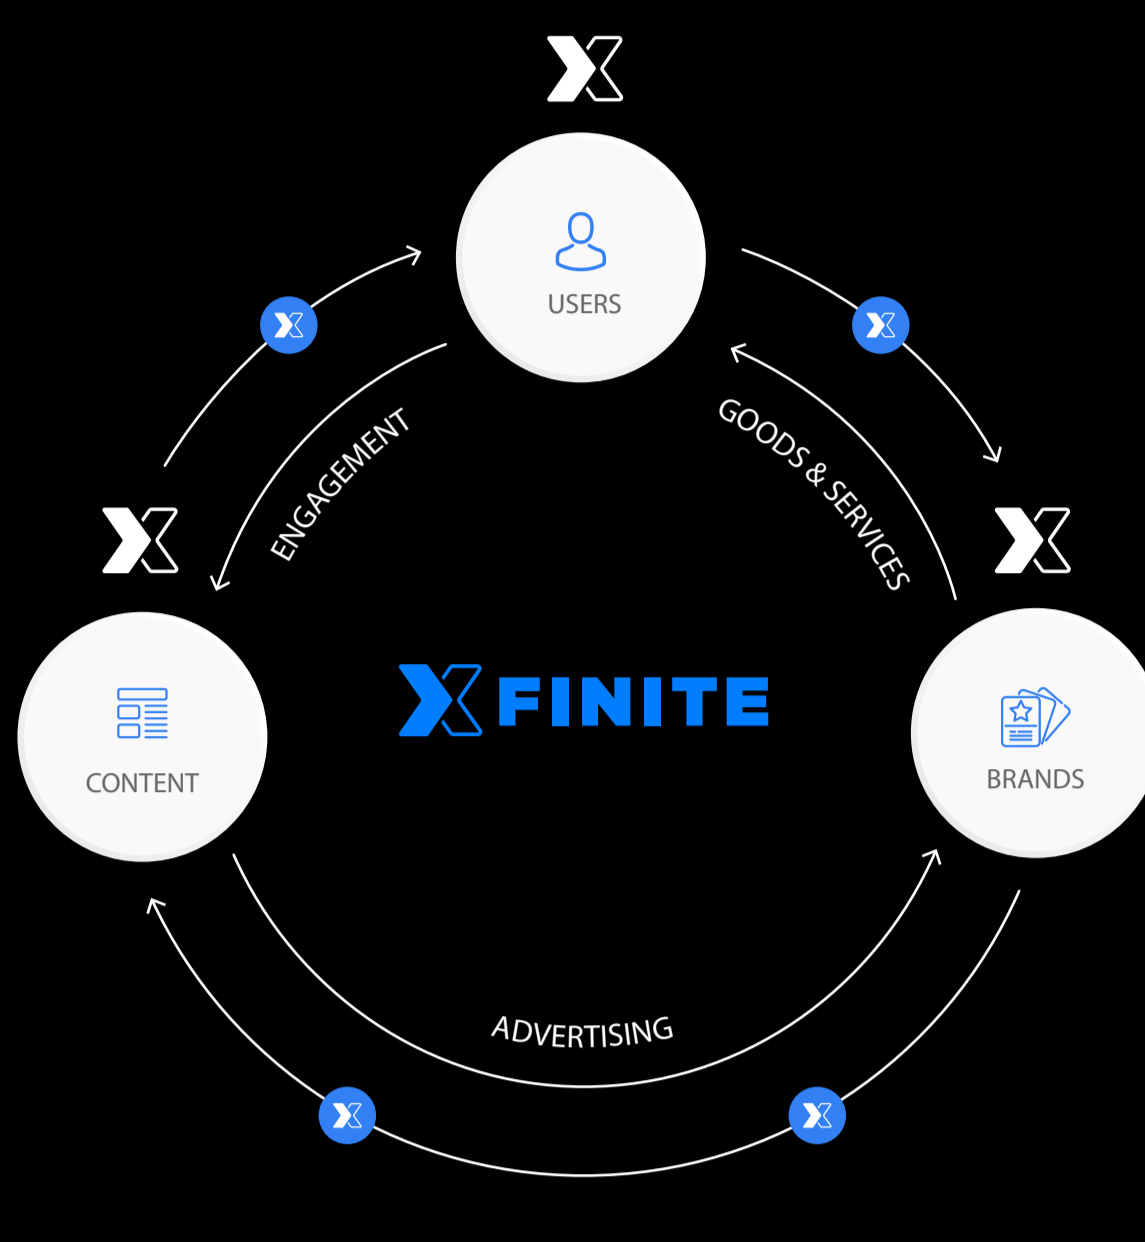 USERS
ENGAGEMENT
GOODS & SERVICES
XFINITE
CONTENT
BRANDS
ADVERTISING